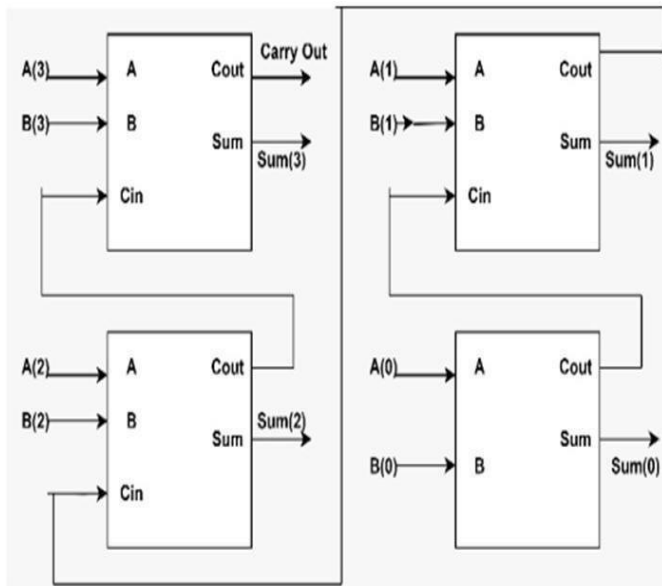 Carry Out
A(3)
A
Cout
B(3)
B
Sum
Sum(3)
Cin
A(1)
A
Cout
B(1)
B
Sum
Sum(1)
Cin
A(2)
A
Cout
B(2)
B
Sum
Sum(2)
Cin
A(0)
A
Cout
B(0)
B
Sum
Sum(0)